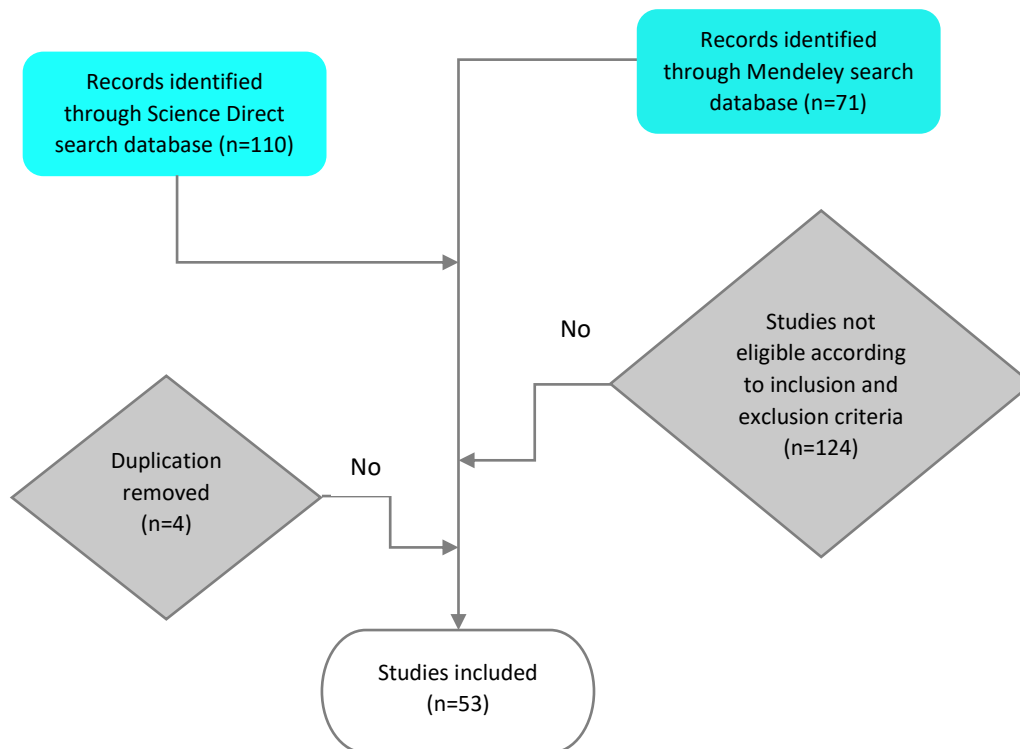 Records identified
through Mendeley search
database (n=71)
Records identified
through Science Direct
search database (n=110)
No
Studies not
eligible according
to inclusion and
exclusion criteria
(n=124)
Duplication
removed
(n=4)
No
Studies included
(n=53)